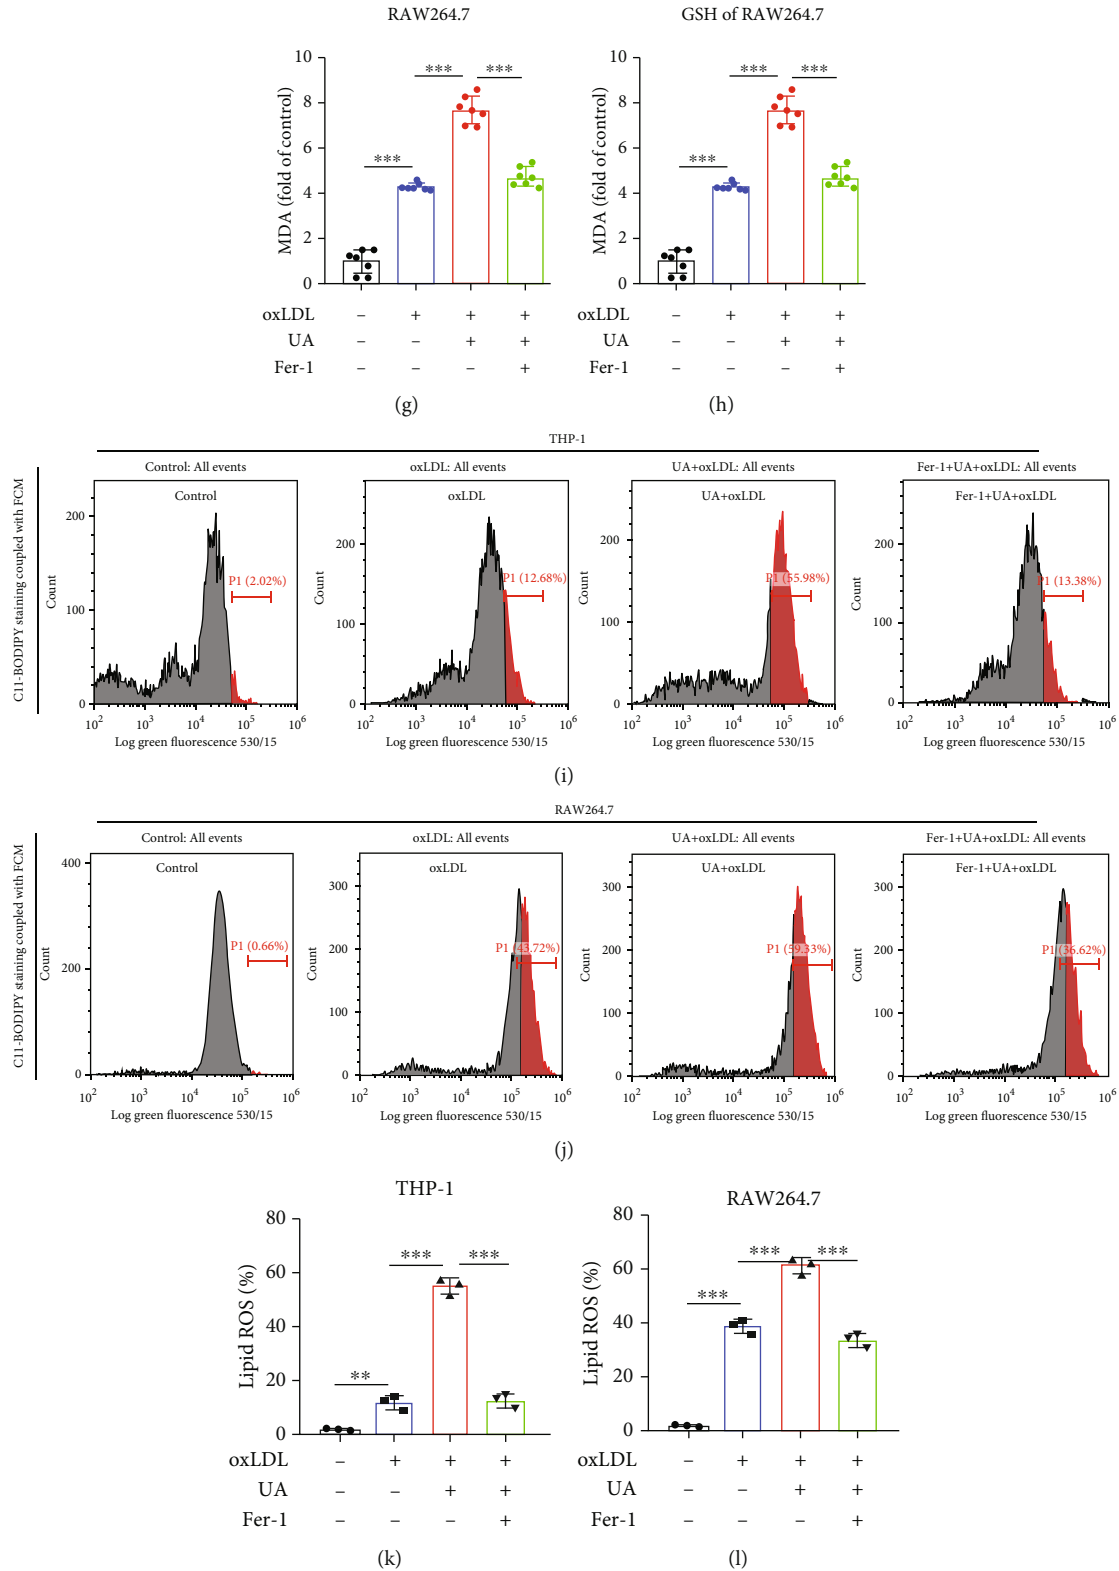 RAW264.7 GSH of RAW264.7
10 *** *** 10 *** ***
8 8
6 *** 6 ***
4 4
2 2
0 0
MDA (fold of control) MDA (fold of control)
oxLDL – + + + oxLDL – + + +
UA – – + + UA – – + +
Fer-1 – – – + Fer-1 – – – +
(g) (h)
THP-1
C11-BODIPY staining coupled with FCM
Control: All events oxLDL: All events UA+oxLDL: All events Fer-1+UA+oxLDL: All events
Control oxLDL UA+oxLDL Fer-1+UA+oxLDL
200 200 200 200
P1 (2.02%) P1 (12.68%) P1 (55.98%) P1 (13.38%)
Count Count Count Count
100 100 100 100
0 0 0 0
10² 10³ 10⁴ 10⁵ 10⁶ 10² 10³ 10⁴ 10⁵ 10⁶ 10² 10³ 10⁴ 10⁵ 10⁶ 10² 10³ 10⁴ 10⁵ 10⁶
Log green fluorescence 530/15 Log green fluorescence 530/15 Log green fluorescence 530/15 Log green fluorescence 530/15
(i)
RAW264.7
C11-BODIPY staining coupled with FCM
Control: All events oxLDL: All events UA+oxLDL: All events Fer-1+UA+oxLDL: All events
Control oxLDL UA+oxLDL Fer-1+UA+oxLDL
400 300 300 300
P1 (0.66%) P1 (43.72%) P1 (59.33%) P1 (36.62%)
Count Count Count Count
200 200 200 200
100 100 100
0 0 0 0
10² 10³ 10⁴ 10⁵ 10⁶ 10² 10³ 10⁴ 10⁵ 10⁶ 10² 10³ 10⁴ 10⁵ 10⁶ 10² 10³ 10⁴ 10⁵ 10⁶
Log green fluorescence 530/15 Log green fluorescence 530/15 Log green fluorescence 530/15 Log green fluorescence 530/15
(j)
THP-1 RAW264.7
80 80
*** *** *** ***
60 60
40 *** 40
20 ** 20
0 0
Lipid ROS (%) Lipid ROS (%)
oxLDL – + + + oxLDL – + + +
UA – – + + UA – – + +
Fer-1 – – – + Fer-1 – – – +
(k) (l)